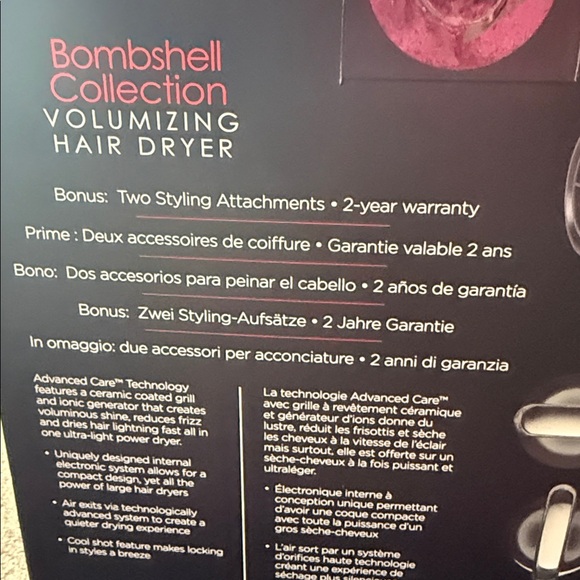 Bombshell
Collection
VOLUMIZING
HAIR DRYER
Bonus: Two Styling Attachments • 2-year warranty
Prime : Deux accessoires de coiffure • Garantie valable 2 ans
Bono: Dos accesorios para peinar el cabello • 2 años de garantía
Bonus: Zwei Styling-Aufsätze • 2 Jahre Garantie
In omaggio: due accessori per acconciature • 2 anni di garanzia
Advanced Care™ Technology
features a ceramic coated grill
and ionic generator that creates
voluminous shine, reduces frizz
and dries hair lightning fast all in
one ultra-light power dryer.
• Uniquely designed internal
electronic system allows for a
compact design, yet all the
power of large hair dryers
• Air exits via technologically
advanced system to create a
quieter drying experience
• Cool shot feature makes locking
in styles a breeze
La technologie Advanced Care™
avec grille à revêtement céramique
et générateur d'ions donne du
lustre, réduit les frisottis et sèche
les cheveux à la vitesse de l'éclair
mais surtout, elle est offerte sur un
sèche-cheveux à la fois puissant et
ultraléger.
• Électronique interne à
conception unique permettant
d'avoir une coque compacte
avec toute la puissance d'un
gros sèche-cheveux
• L'air sort par un système
d'orifices haute technologie
créant une expérience de
séchage plus